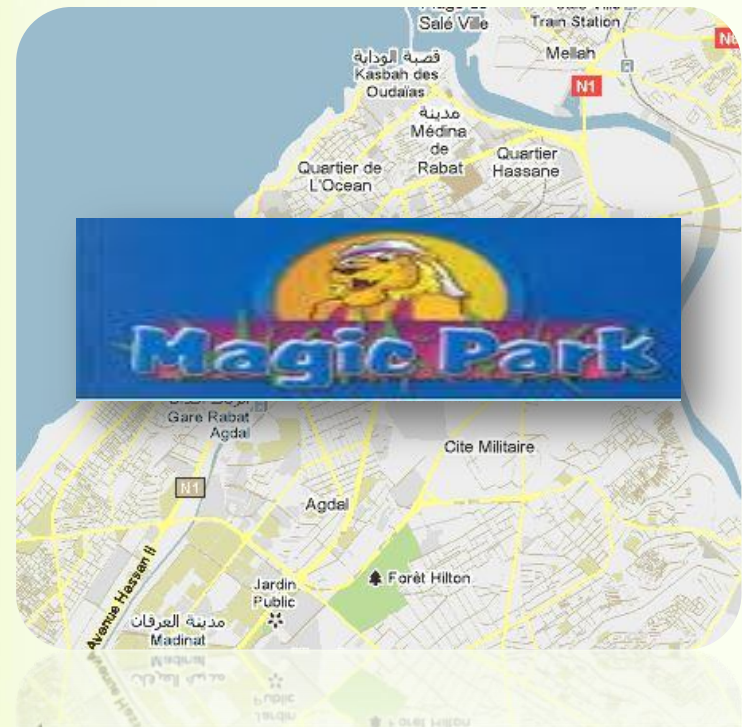 Salé Ville
Train Station
Mellah
N1
قصبة الوداية
Kasbah des
Oudaïas
مدينة
Médina
de
Rabat
Quartier
Hassane
Quartier de
L'Ocean
Magic Park
Gare Rabat
Agdal
Cite Militaire
N1
Agdal
Forêt Hilton
Jardin
Public
Avenue Hassan II
مدينة العرفان
Madinat